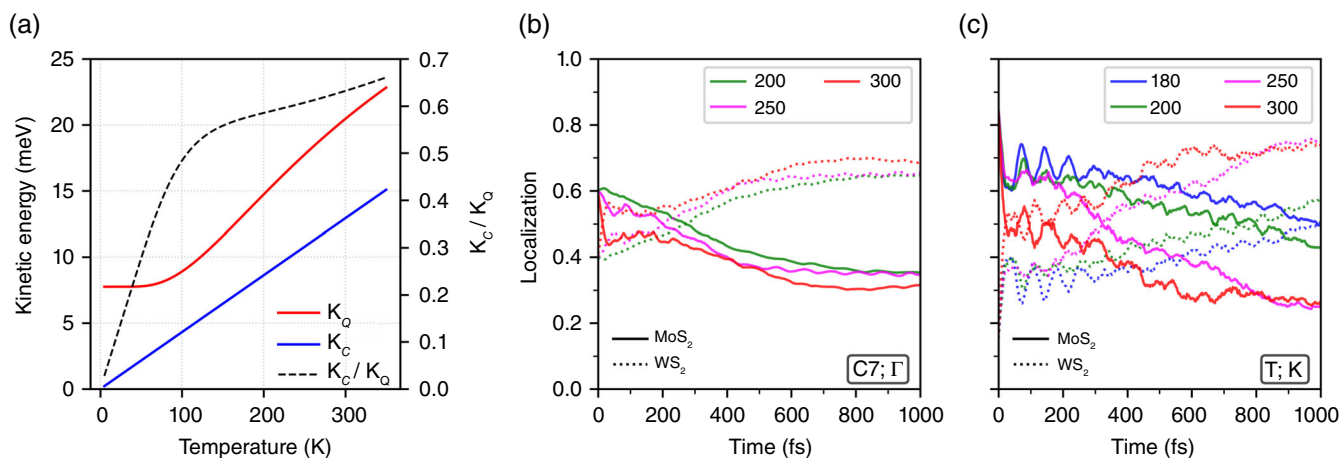 (a)
25
20
15
10
5
0
Kinetic energy (meV)
0.7
0.6
0.5
0.4
0.3
0.2
0.1
0.0
K_C / K_Q
K_Q
K_C
K_C / K_Q
0 100 200 300
Temperature (K)
(b)
1.0
0.8
0.6
0.4
0.2
0.0
Localization
200 300
250
MoS₂
WS₂
C7; Γ
0 200 400 600 800 1000
Time (fs)
(c)
180 250
200 300
MoS₂
WS₂
T; K
0 200 400 600 800 1000
Time (fs)